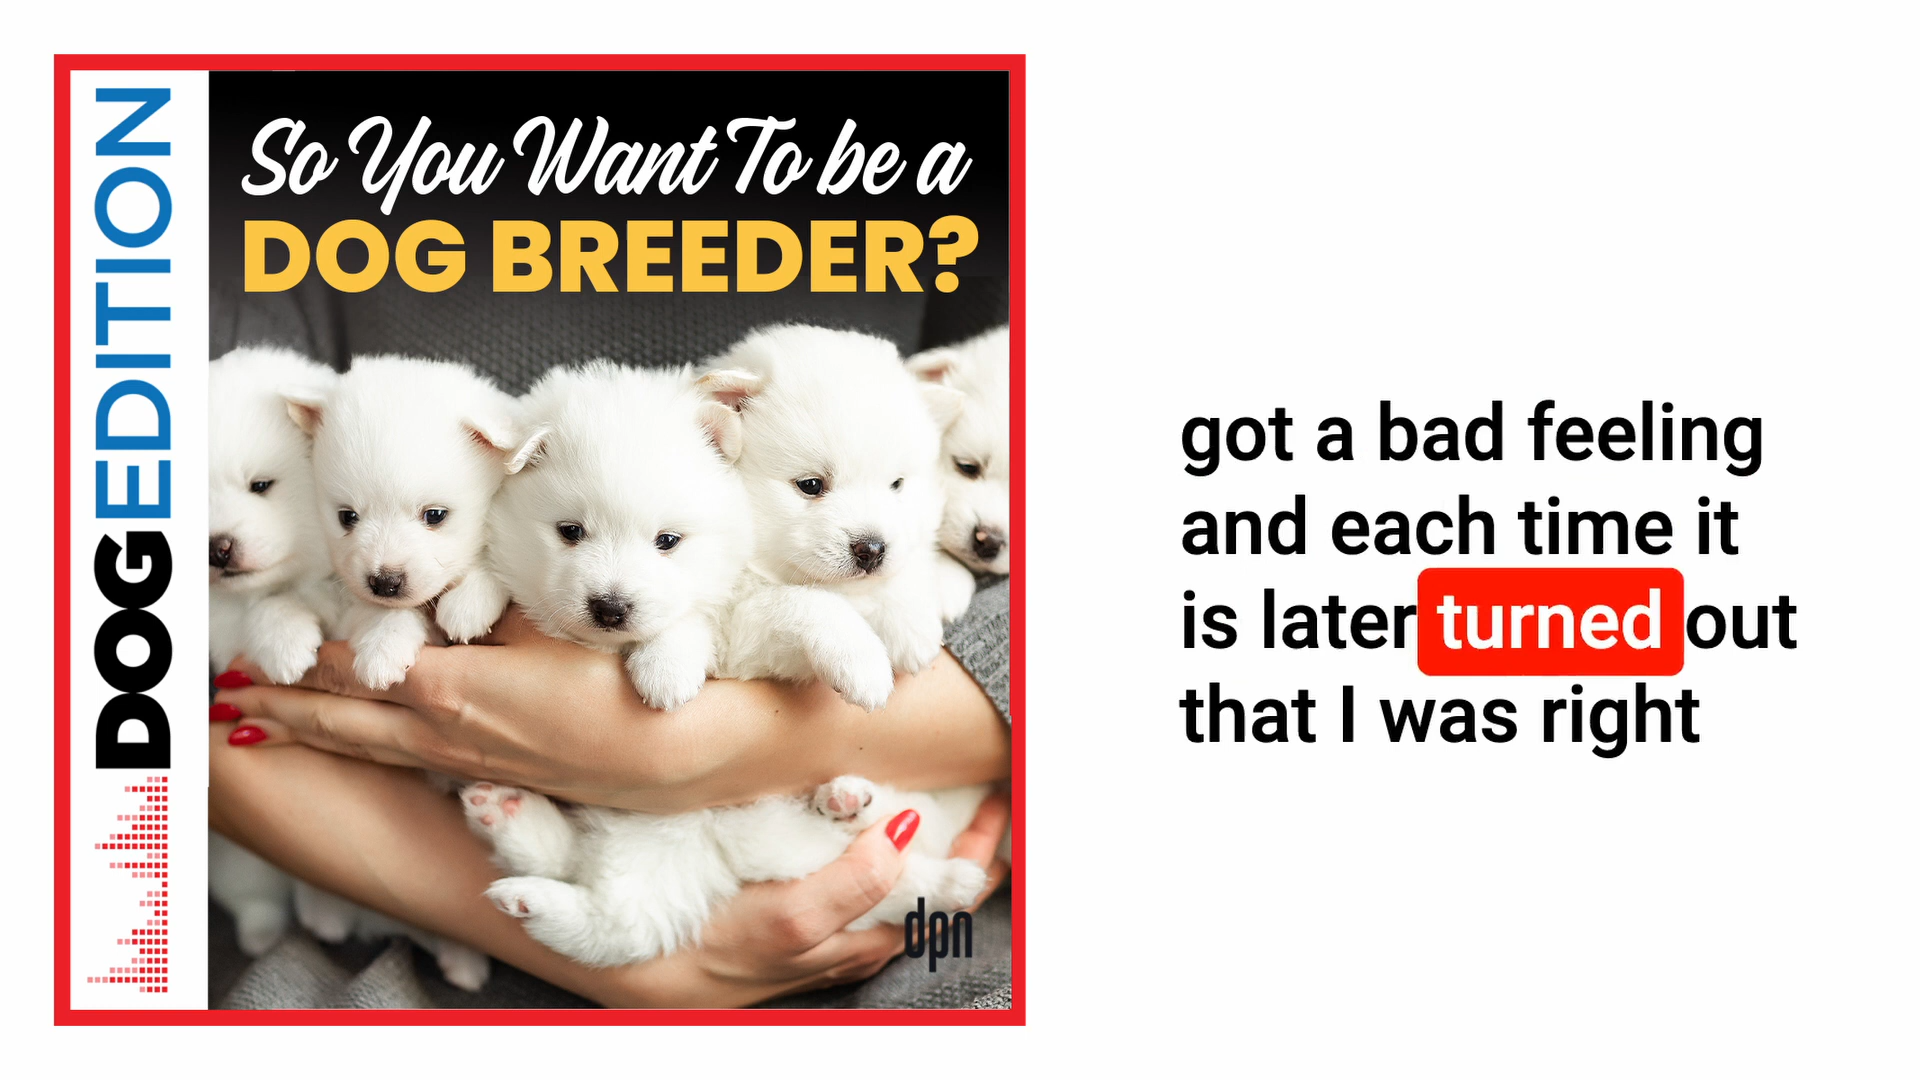 DOGEDITION
So You Want To be a
DOG BREEDER?
dpn
got a bad feeling
and each time it
is later turned out
that I was right